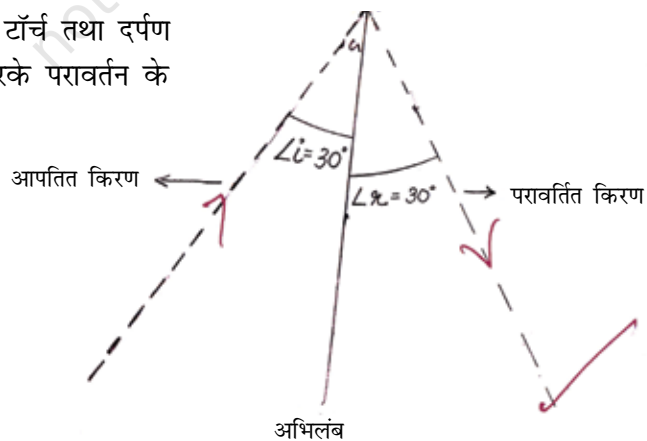 टॉर्च तथा दर्पण
रके परावर्तन के
∠i=30°
आपतित किरण
∠r=30°
परावर्तित किरण
अभिलंब